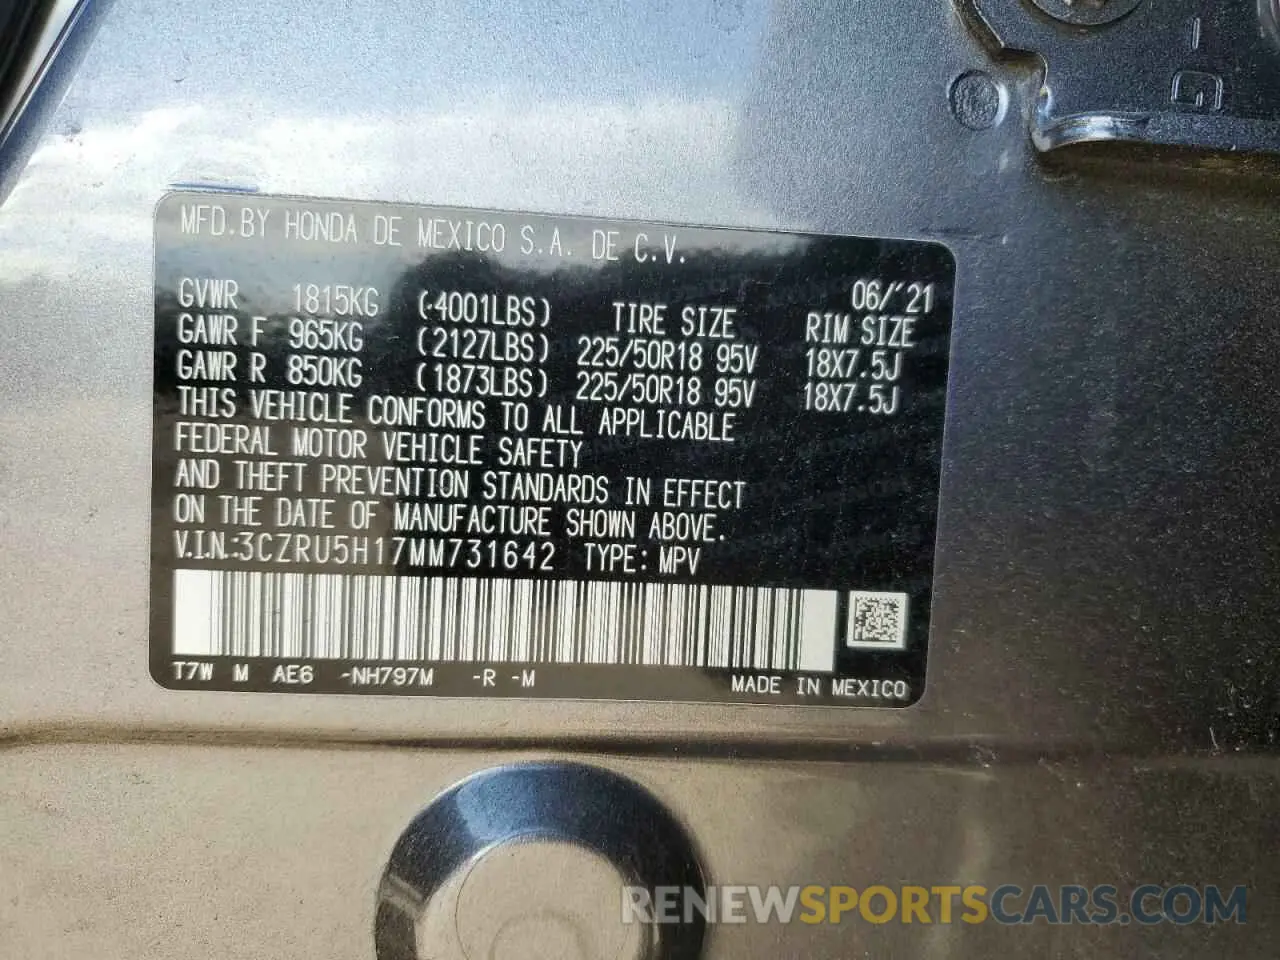 MFD.BY HONDA DE MEXICO S.A. DE C.V.
06/'21
GVWR 1815KG (4001LBS) TIRE SIZE RIM SIZE
GAWR F 965KG (2127LBS) 225/50R18 95V 18X7.5J
GAWR R 850KG (1873LBS) 225/50R18 95V 18X7.5J
THIS VEHICLE CONFORMS TO ALL APPLICABLE
FEDERAL MOTOR VEHICLE SAFETY
AND THEFT PREVENTION STANDARDS IN EFFECT
ON THE DATE OF MANUFACTURE SHOWN ABOVE.
V.I.N.:3CZRU5H17MM731642 TYPE: MPV
T7W M AE6 -NH797M -R -M MADE IN MEXICO
RENEWSPORTSCARS.COM